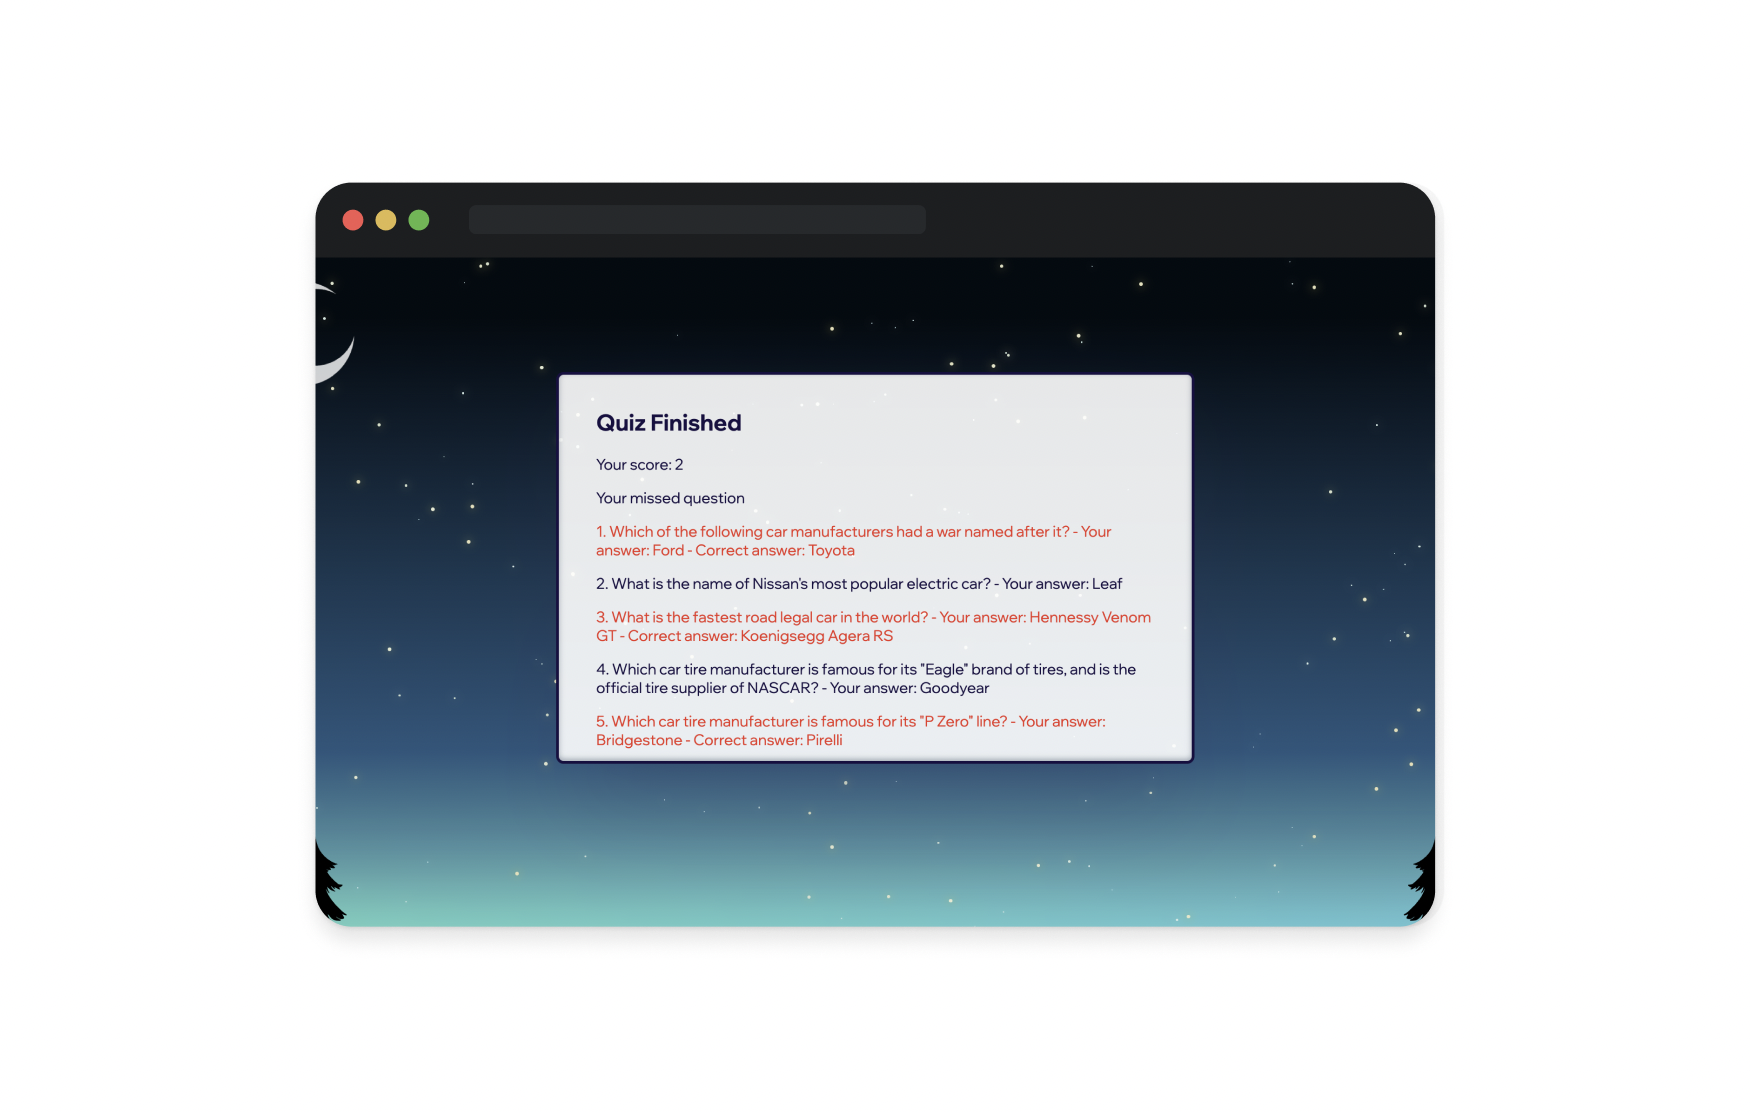 Quiz Finished
Your score: 2
Your missed question
1. Which of the following car manufacturers had a war named after it? - Your
answer: Ford - Correct answer: Toyota
2. What is the name of Nissan's most popular electric car? - Your answer: Leaf
3. What is the fastest road legal car in the world? - Your answer: Hennessy Venom
GT - Correct answer: Koenigsegg Agera RS
4. Which car tire manufacturer is famous for its "Eagle" brand of tires, and is the
official tire supplier of NASCAR? - Your answer: Goodyear
5. Which car tire manufacturer is famous for its "P Zero" line? - Your answer:
Bridgestone - Correct answer: Pirelli